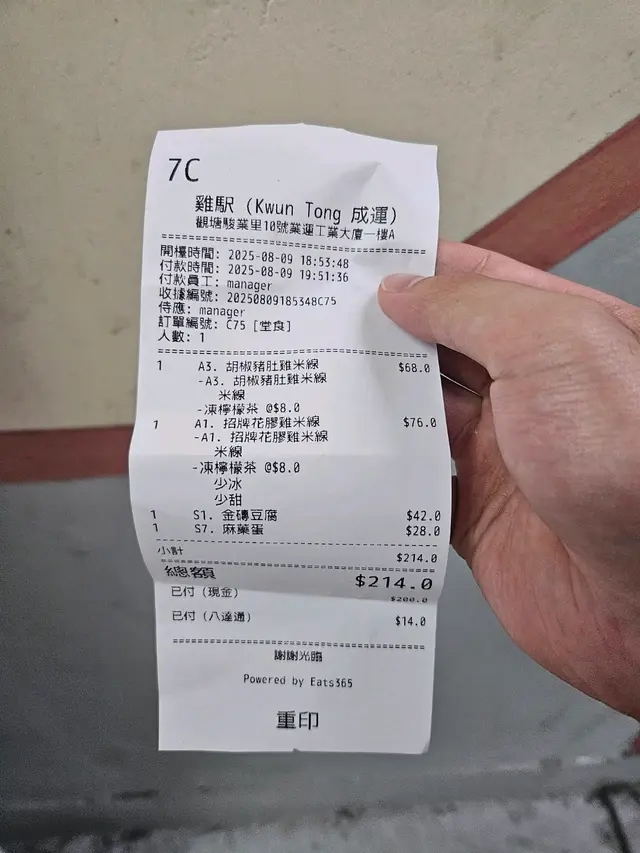 7C
雞駅 (Kwun Tong 成運)
觀塘駿業里10號業運工業大廈一樓A
開檯時間: 2025-08-09 18:53:48
付款時間: 2025-08-09 19:51:36
付款員工: manager
收據編號: 20250809185348C75
侍應: manager
訂單編號: C75 [堂食]
人數: 1
1 A3. 胡椒豬肚雞米線 $68.0
-A3. 胡椒豬肚雞米線
米線
-凍檸檬茶 @$8.0
1 A1. 招牌花膠雞米線 $76.0
-A1. 招牌花膠雞米線
米線
-凍檸檬茶 @$8.0
少冰
少甜
1 S1. 金磚豆腐 $42.0
1 S7. 麻藥蛋 $28.0
小計 $214.0
總額 $214.0
已付 (現金) $200.0
已付 (八達通) $14.0
謝謝光臨
Powered by Eats365
重印